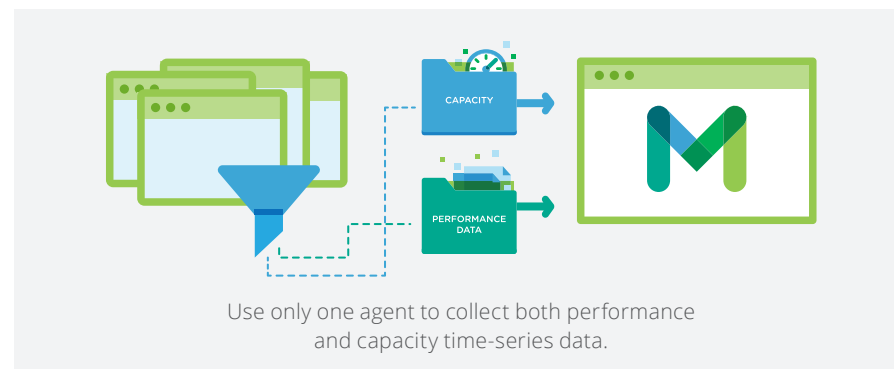 CAPACITY
PERFORMANCE
DATA
M
Use only one agent to collect both performance
and capacity time-series data.